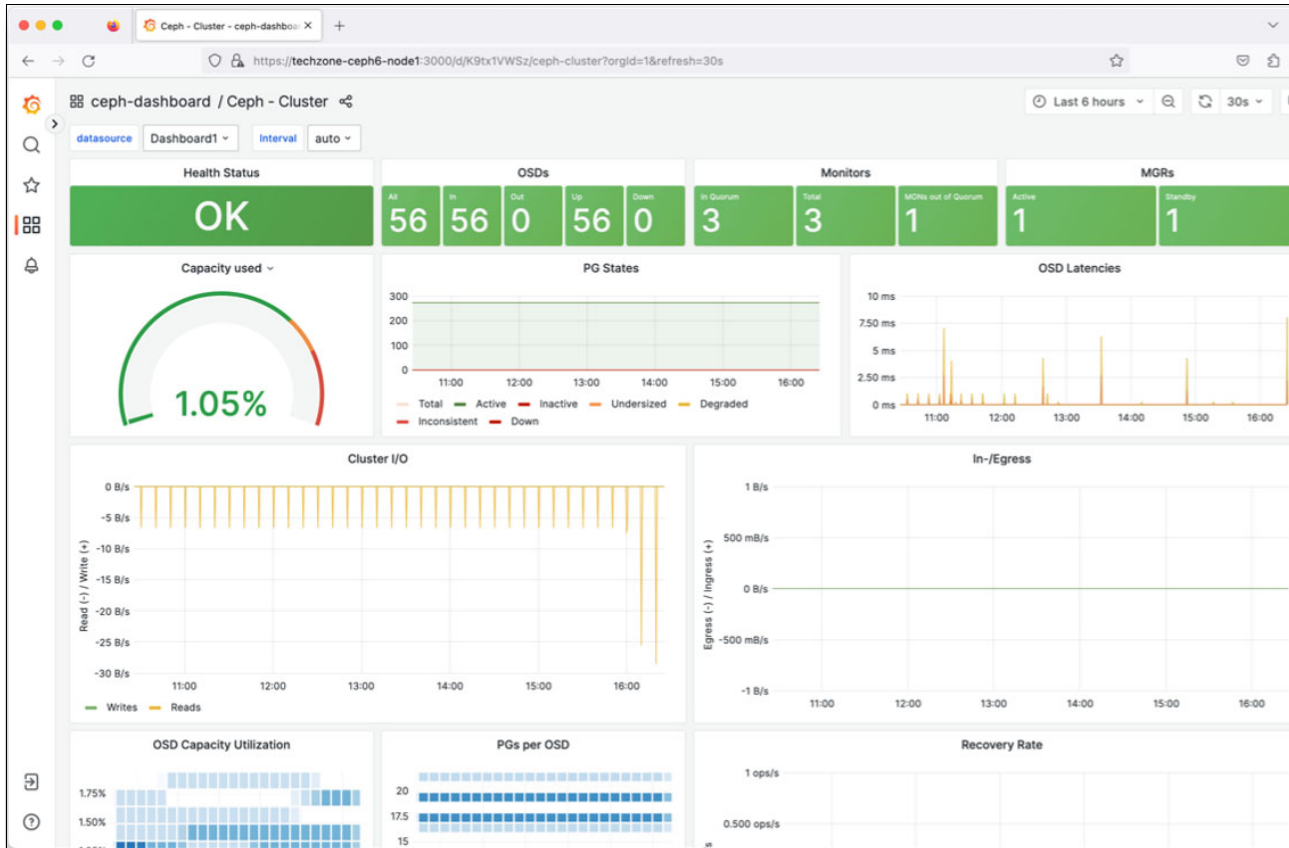 Ceph - Cluster - ceph-dashboa
https://techzone-ceph6-node1:3000/d/K9tx1VWSz/ceph-cluster?orgId=1&refresh=30s
ceph-dashboard / Ceph - Cluster
Last 6 hours
30s
datasource Dashboard1 Interval auto
Health Status
OK
OSDs
All In Out Up Down
56 56 0 56 0
Monitors
In Quorum Total MONs out of Quorum
3 3 1
MGRs
Active Standby
1 1
Capacity used
1.05%
PG States
300
200
100
0
11:00 12:00 13:00 14:00 15:00 16:00
Total Active Inactive Undersized Degraded
Inconsistent Down
OSD Latencies
10 ms
7.50 ms
5 ms
2.50 ms
0 ms
11:00 12:00 13:00 14:00 15:00 16:00
Cluster I/O
Read (-) / Write (+)
0 B/s
-5 B/s
-10 B/s
-15 B/s
-20 B/s
-25 B/s
-30 B/s
11:00 12:00 13:00 14:00 15:00 16:00
Writes Reads
In-/Egress
Egress (-) / Ingress (+)
1 B/s
500 mB/s
0 B/s
-500 mB/s
-1 B/s
11:00 12:00 13:00 14:00 15:00 16:00
OSD Capacity Utilization
1.75%
1.50%
PGs per OSD
20
17.5
15
Recovery Rate
1 ops/s
0.500 ops/s